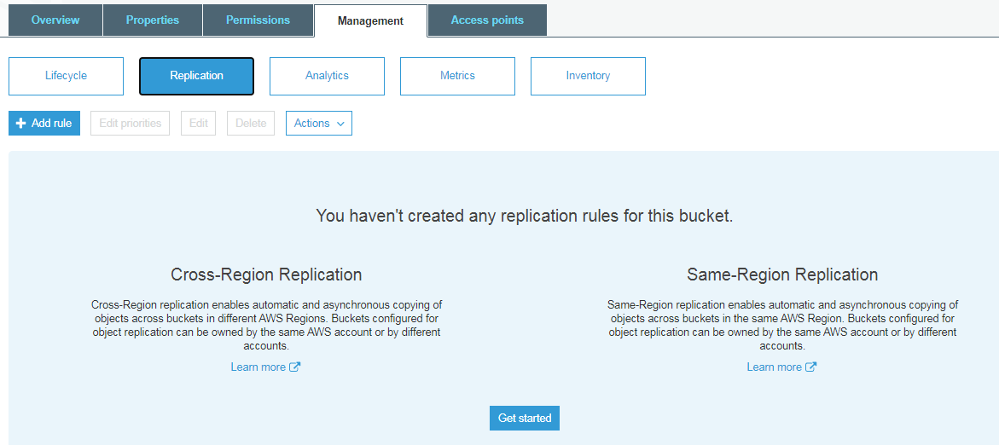 Overview Properties Permissions Management Access points
Lifecycle Replication Analytics Metrics Inventory
Add rule Edit priorities Edit Delete Actions
You haven't created any replication rules for this bucket.
Cross-Region Replication
Cross-Region replication enables automatic and asynchronous copying of
objects across buckets in different AWS Regions. Buckets configured for
object replication can be owned by the same AWS account or by different
accounts.
Learn more
Same-Region Replication
Same-Region replication enables automatic and asynchronous copying of
objects across buckets in the same AWS Region. Buckets configured for
object replication can be owned by the same AWS account or by different
accounts.
Learn more
Get started